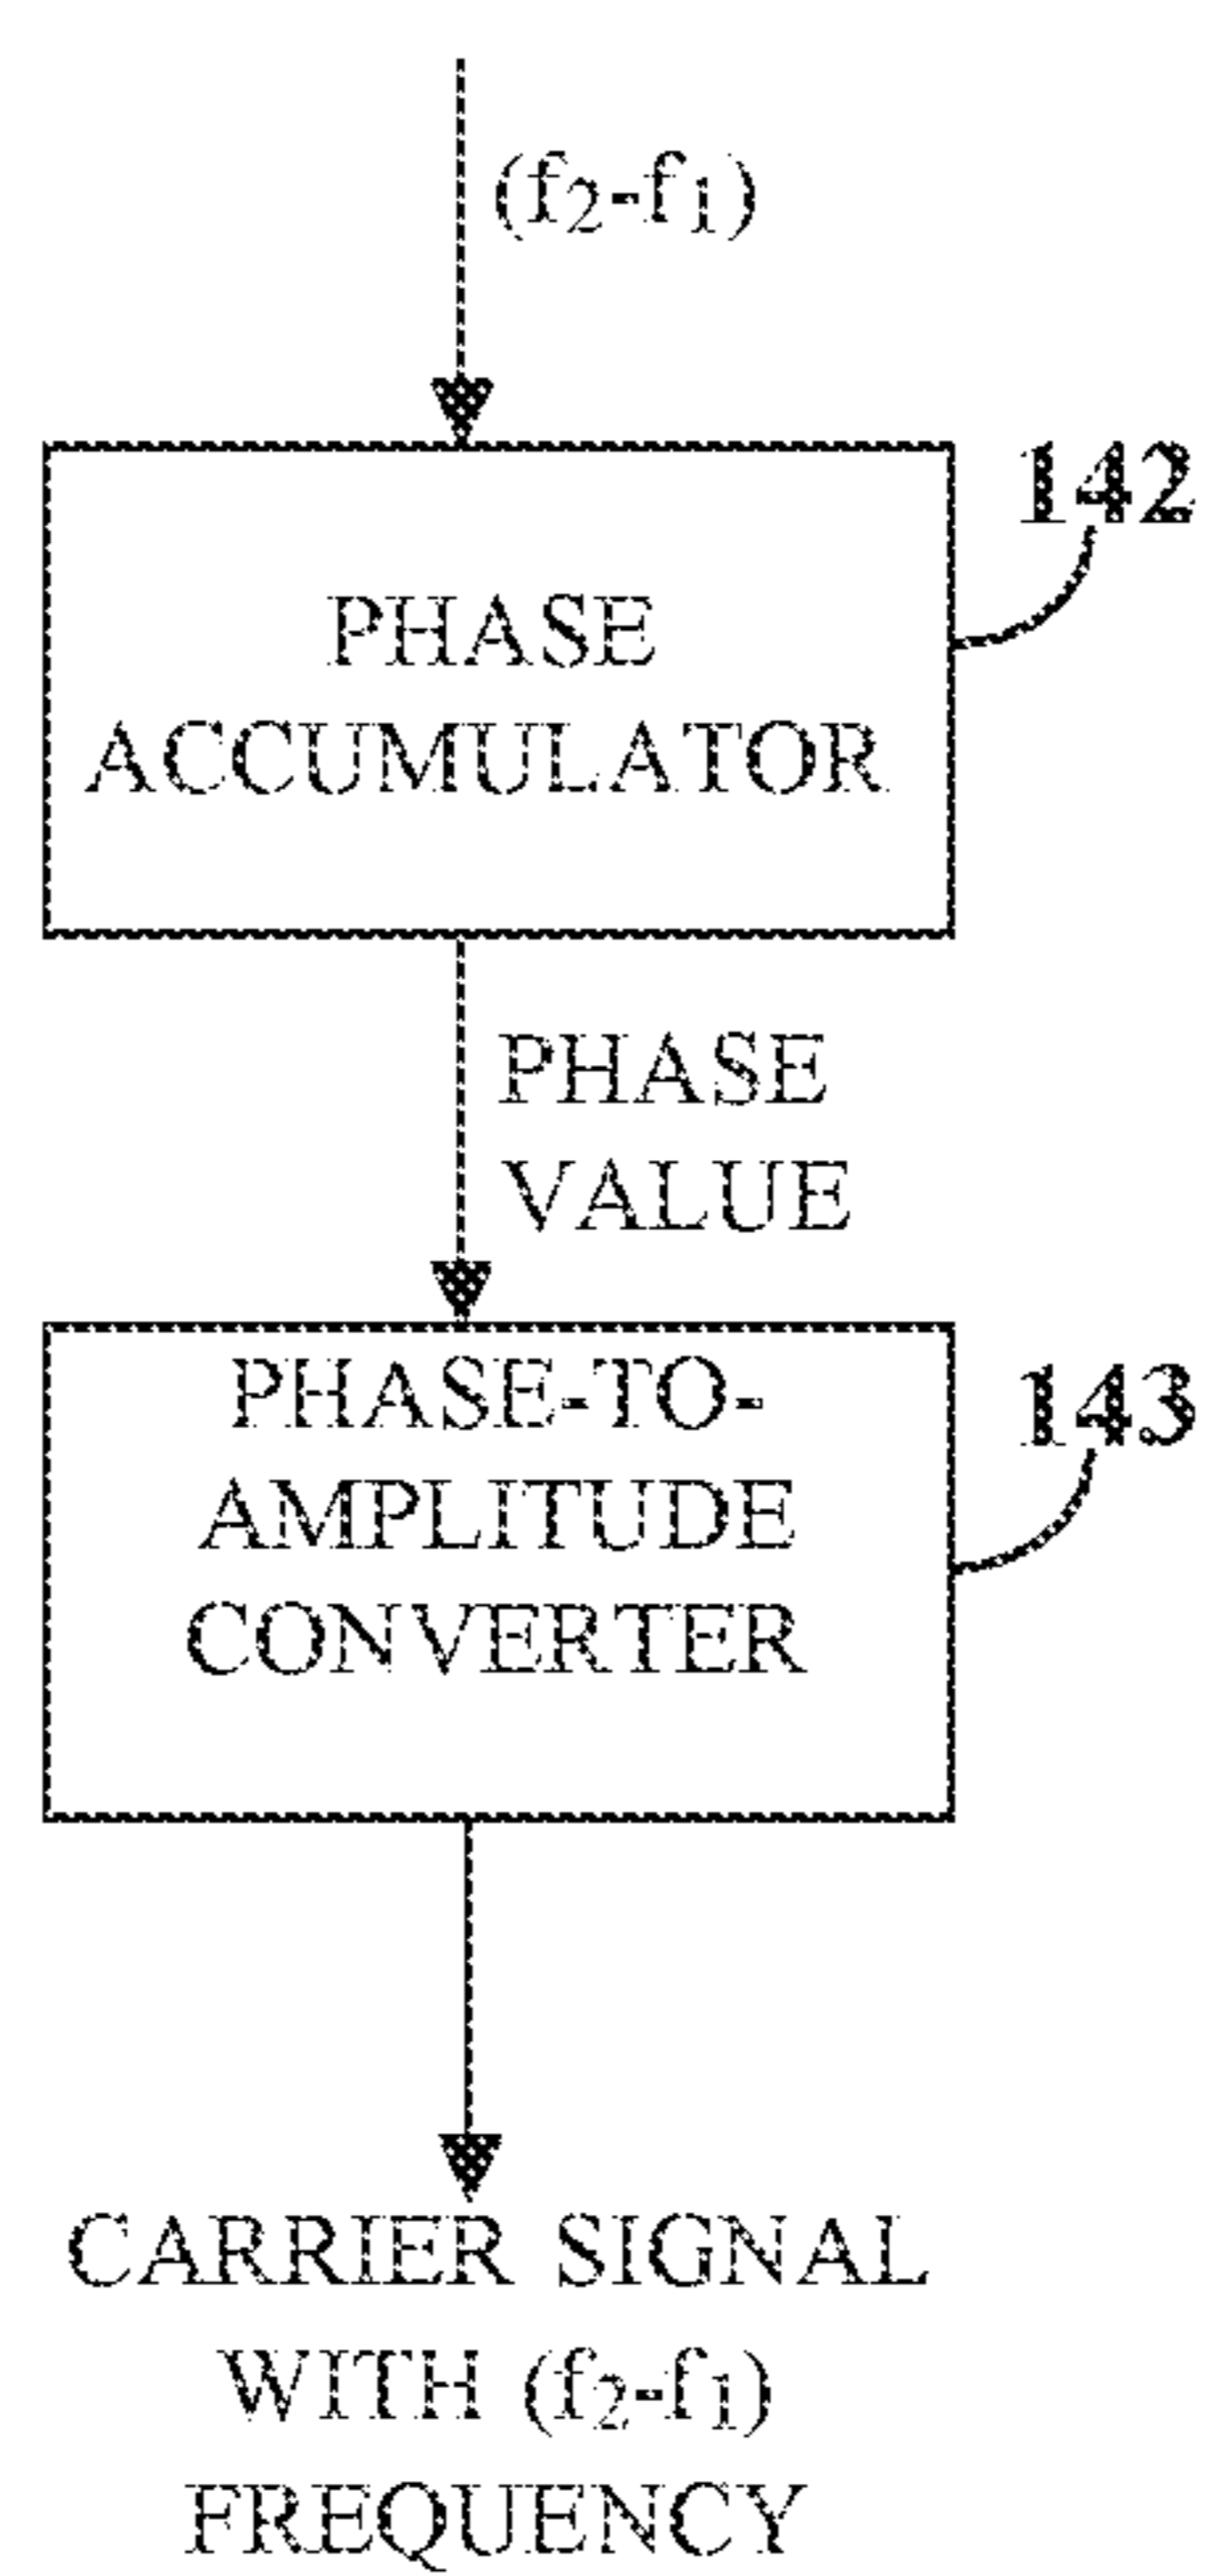 (f₂-f₁)
142
PHASE
ACCUMULATOR
PHASE
VALUE
143
PHASE-TO-
AMPLITUDE
CONVERTER
CARRIER SIGNAL
WITH (f₂-f₁)
FREQUENCY